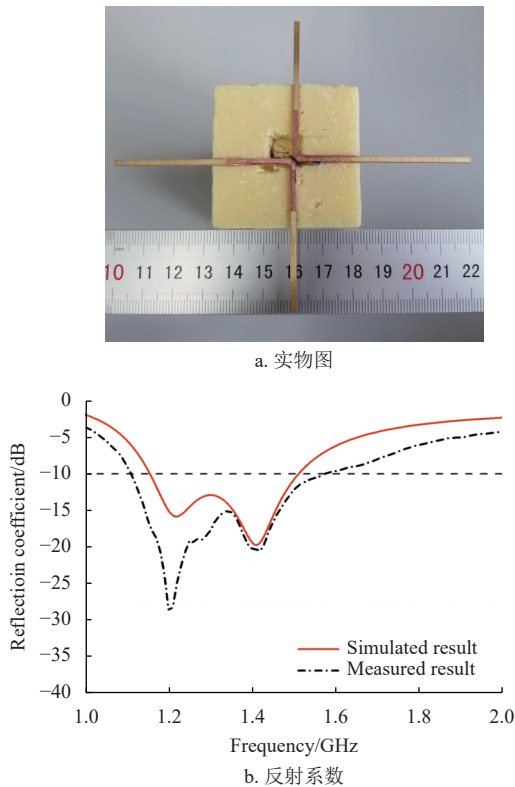 mm
10 11 12 13 14 15 16 17 18 19 20 21 22
a. 实物图
0
−5
−10
−15
−20
−25
−30
−35
−40
Reflectioin coefficient/dB
Simulated result
Measured result
1.0 1.2 1.4 1.6 1.8 2.0
Frequency/GHz
b. 反射系数